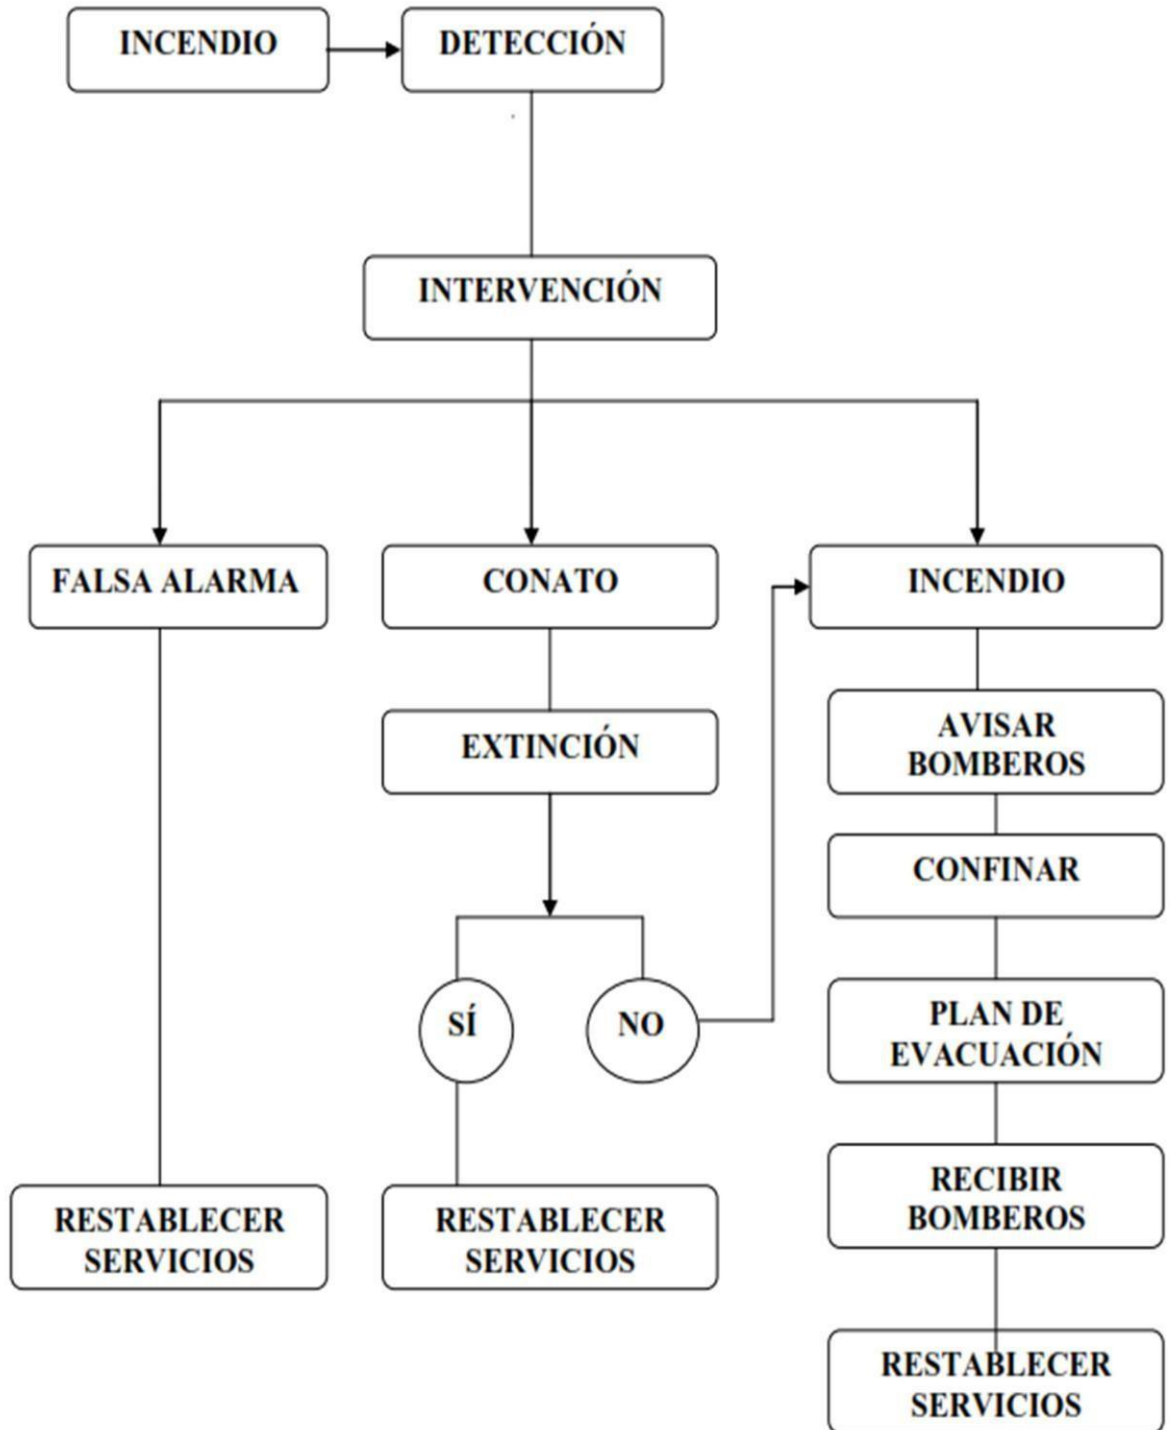 INCENDIO
DETECCIÓN
INTERVENCIÓN
FALSA ALARMA
CONATO
INCENDIO
EXTINCIÓN
AVISAR
BOMBEROS
CONFINAR
SÍ
NO
PLAN DE
EVACUACIÓN
RECIBIR
BOMBEROS
RESTABLECER
SERVICIOS
RESTABLECER
SERVICIOS
RESTABLECER
SERVICIOS